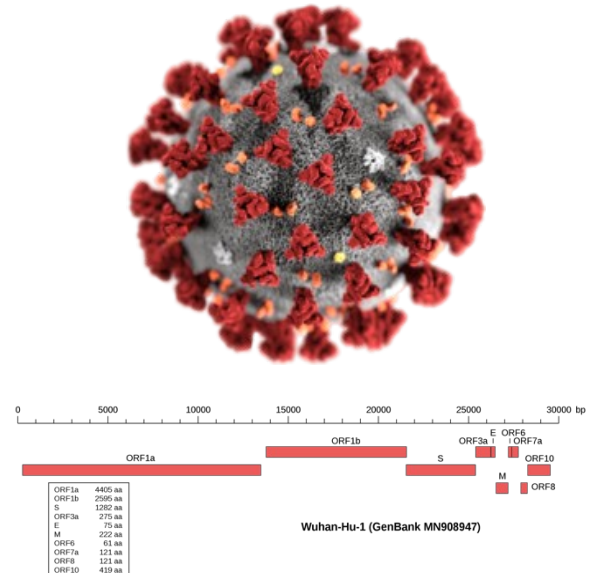 0 5000 10000 15000 20000 25000 30000 bp
E ORF6
ORF1b ORF3a ORF7a
ORF1a S ORF10
M ORF8
ORF1a 4405 aa
ORF1b 2595 aa
S 1282 aa
ORF3a 275 aa
E 75 aa
M 222 aa
ORF6 61 aa
ORF7a 121 aa
ORF8 121 aa
ORF10 419 aa
Wuhan-Hu-1 (GenBank MN908947)